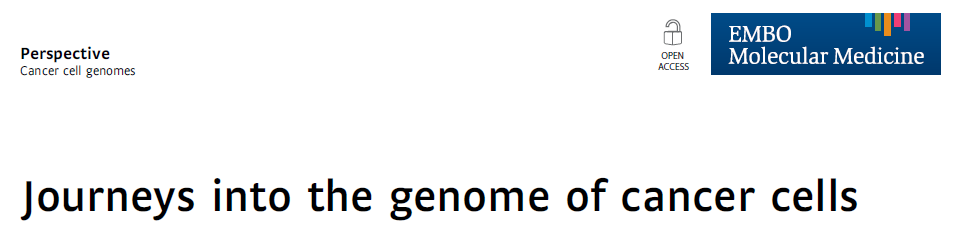 Perspective
Cancer cell genomes
OPEN
ACCESS
EMBO
Molecular Medicine
Journeys into the genome of cancer cells